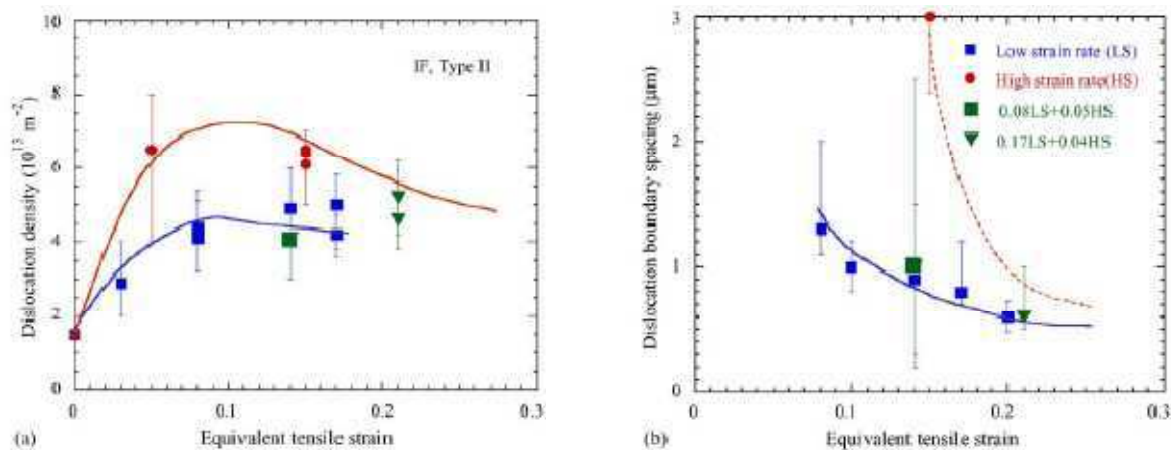 10
8
6
4
2
0
Dislocation density (10¹³ m⁻²)
IF, Type II
0
0.1
0.2
0.3
(a)
Equivalent tensile strain
3
2
1
0
Dislocation boundary spacing (μm)
Low strain rate (LS)
High strain rate(HS)
0.08LS+0.05HS
0.17LS+0.04HS
0
0.1
0.2
0.3
(b)
Equivalent tensile strain